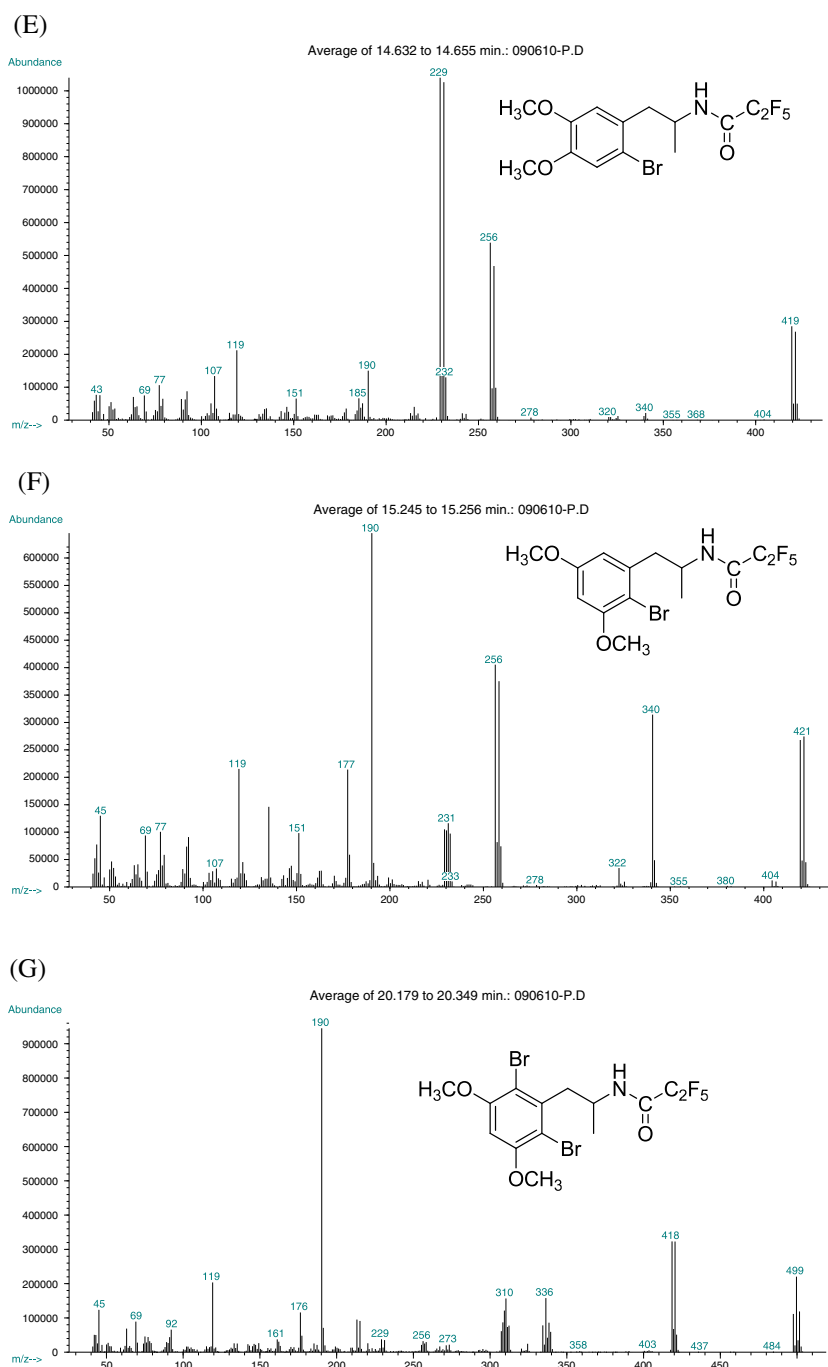 (E)
Average of 14.632 to 14.655 min.: 090610-P.D
Abundance
1000000
900000
800000
700000
600000
500000
400000
300000
200000
100000
0
m/z-->
50 100 150 200 250 300 350 400
43 69 77 107 119 151 185 190 229 232 256 278 320 340 355 368 404 419
H3CO
H3CO
Br
H
N
C
O
C2F5
(F)
Average of 15.245 to 15.256 min.: 090610-P.D
Abundance
600000
550000
500000
450000
400000
350000
300000
250000
200000
150000
100000
50000
0
m/z-->
50 100 150 200 250 300 350 400
45 69 77 107 119 151 177 190 231 233 256 278 322 340 355 380 404 421
H3CO
Br
OCH3
H
N
C
O
C2F5
(G)
Average of 20.179 to 20.349 min.: 090610-P.D
Abundance
900000
800000
700000
600000
500000
400000
300000
200000
100000
0
m/z-->
50 100 150 200 250 300 350 400 450
45 69 92 119 161 176 190 229 256 273 310 336 358 403 418 437 484 499
Br
H3CO
Br
OCH3
H
N
C
O
C2F5